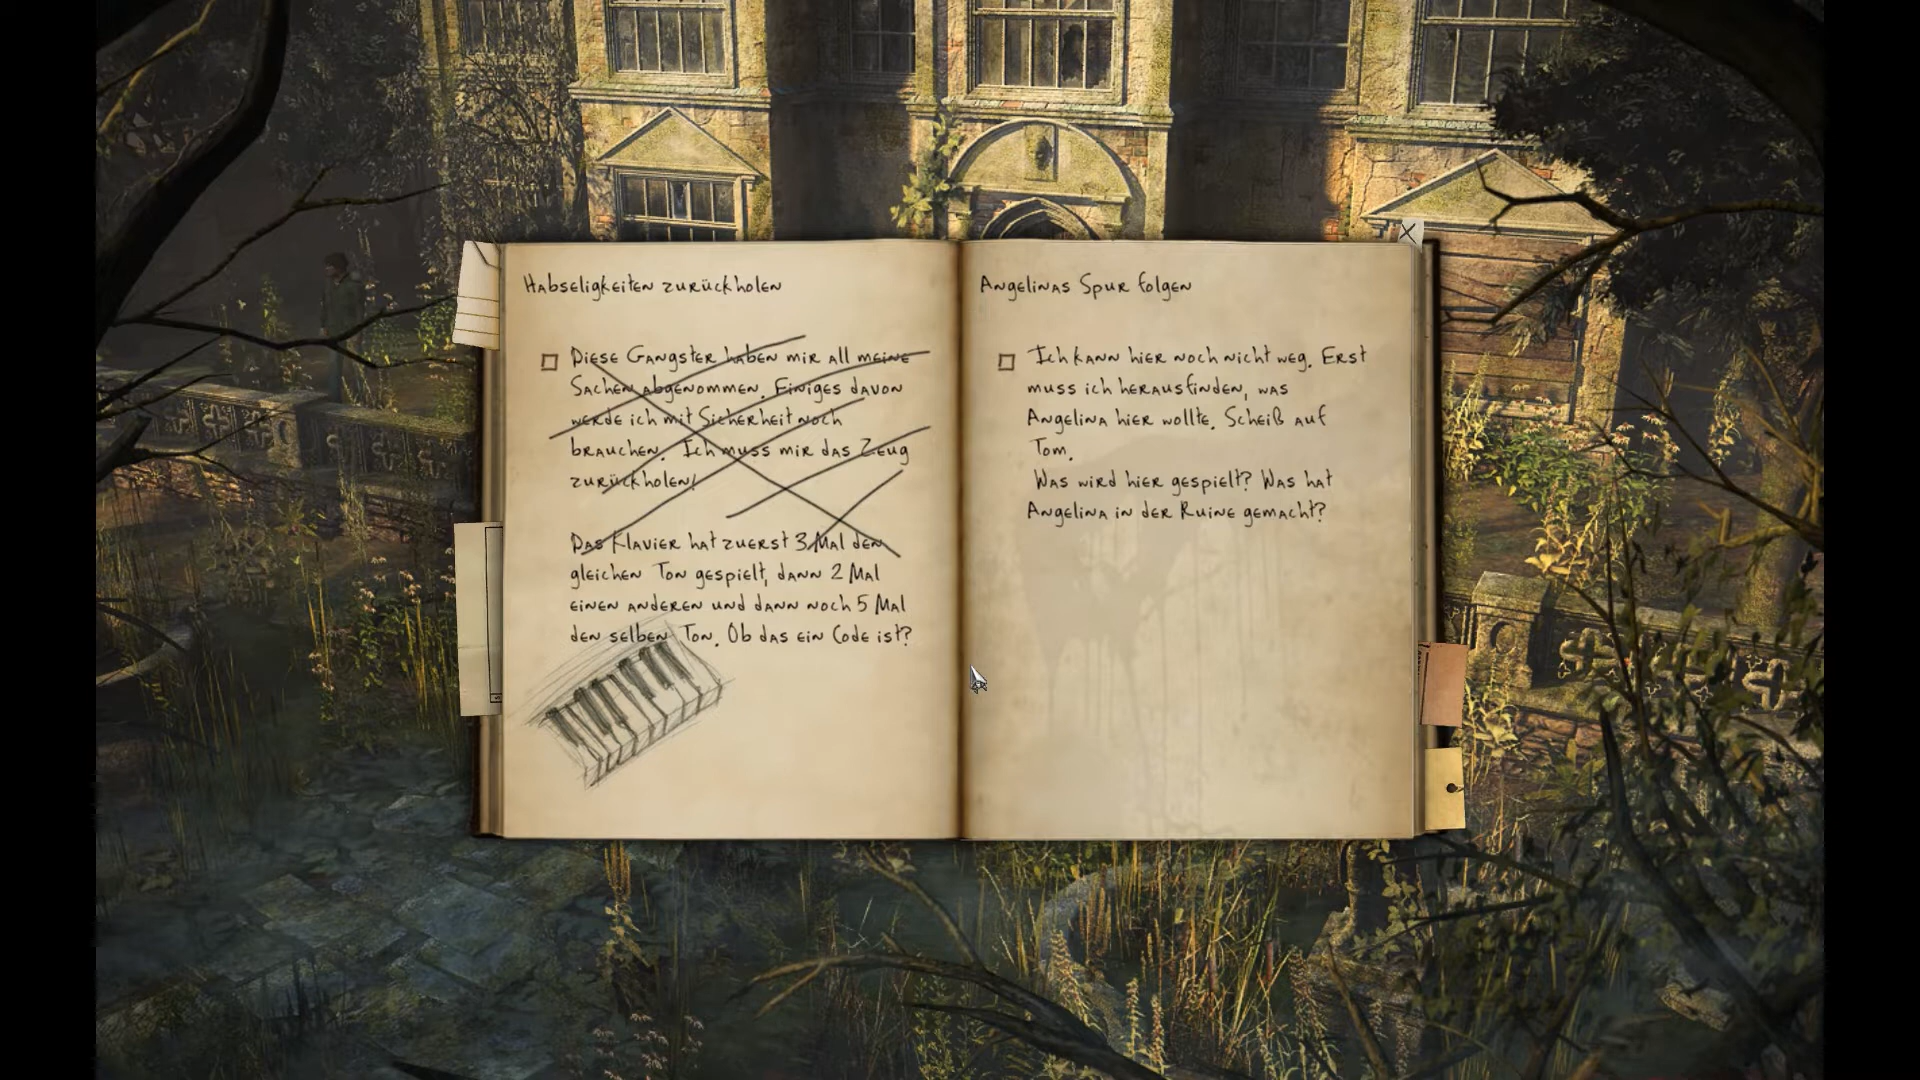 Habseligkeiten zurückholen
Diese Gangster haben mir all meine
Sachen abgenommen. Einiges davon
werde ich mit Sicherheit noch
brauchen. Ich muss mir das Zeug
zurückholen!
Das Klavier hat zuerst 3 Mal den
gleichen Ton gespielt, dann 2 Mal
einen anderen und dann noch 5 Mal
den selben Ton. Ob das ein Code ist?
Angelinas Spur folgen
Ich kann hier noch nicht weg. Erst
muss ich herausfinden, was
Angelina hier wollte. Scheiß auf
Tom.
Was wird hier gespielt? Was hat
Angelina in der Ruine gemacht?